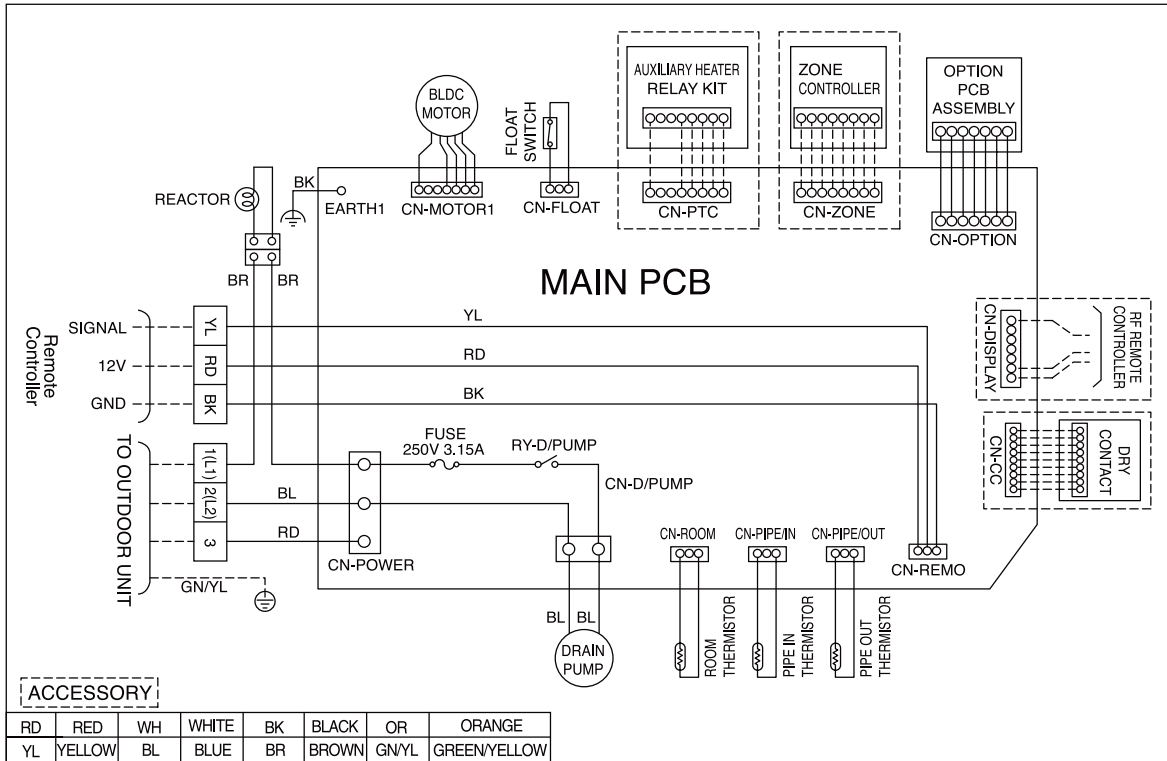 BLDC
MOTOR
FLOAT
SWITCH
AUXILIARY HEATER
RELAY KIT
ZONE
CONTROLLER
OPTION
PCB
ASSEMBLY
REACTOR
BK
EARTH1
CN-MOTOR1
CN-FLOAT
CN-PTC
CN-ZONE
CN-OPTION
BR
BR
MAIN PCB
Remote
Controller
SIGNAL
YL
YL
12V
RD
RD
GND
BK
BK
CN-DISPLAY
RF REMOTE
CONTROLLER
CN-CC
DRY
CONTACT
TO OUTDOOR UNIT
1(L1)
2(L2)
BL
3
RD
GN/YL
CN-POWER
FUSE
250V 3.15A
RY-D/PUMP
CN-D/PUMP
BL
BL
DRAIN
PUMP
CN-ROOM
CN-PIPE/IN
CN-PIPE/OUT
CN-REMO
ROOM
THERMISTOR
PIPE IN
THERMISTOR
PIPE OUT
THERMISTOR
ACCESSORY
RD RED WH WHITE BK BLACK OR ORANGE
YL YELLOW BL BLUE BR BROWN GN/YL GREEN/YELLOW